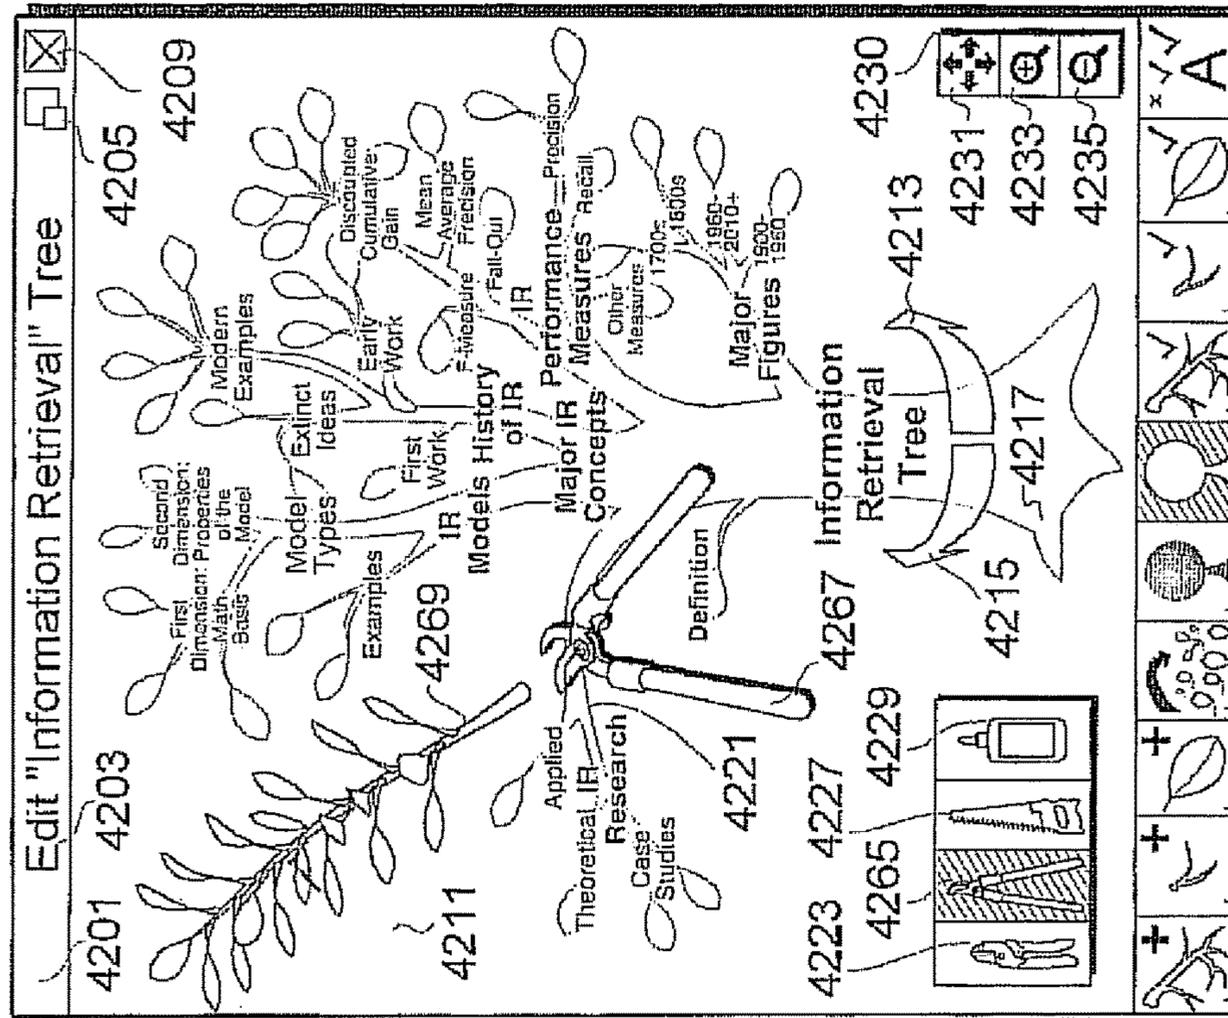 Edit "Information Retrieval" Tree
4201
4203
4205
4209
4211
4269
First
Dimension:
Math
Basis
Second
Dimension:
Properties
of the
Model
Model
Types
Examples
IR
Models
Extinct
Ideas
Modern
Examples
First
Work
Early
Work
History
of IR
Discounted
Cumulative
Gain
Mean
Average
Precision
F-Measure
Fall-Out
IR
Performance
Measures
Precision
Recall
Other
Measures
Major IR
Concepts
Applied
Theoretical IR
Research
Case
Studies
4221
Definition
4267
1700s
1,1800s
1960-
2010+
1900-
1960
Major
Figures
Information
Retrieval
Tree
4213
4215
4217
4223
4265
4227
4229
4230
4231
4233
4235
A